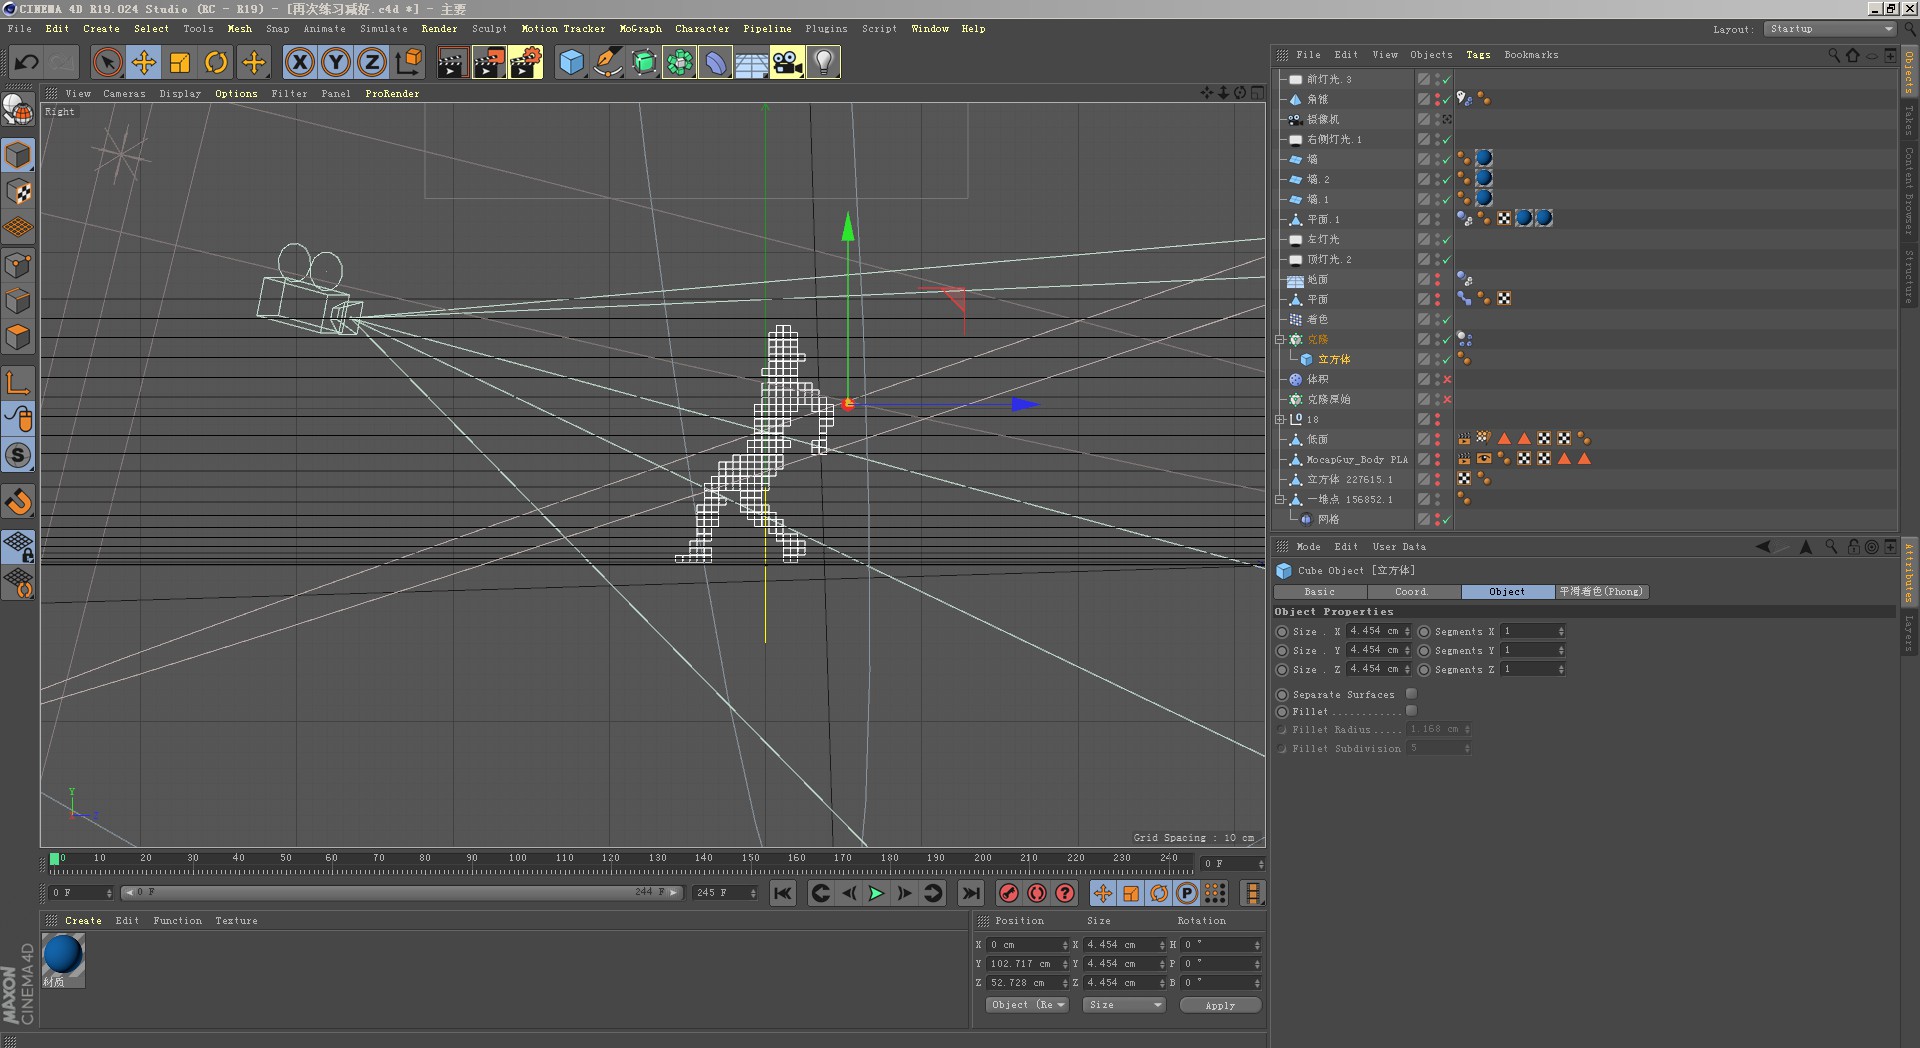 CINEMA 4D R19.024 Studio (RC - R19) - [再次练习减好.c4d *] - 主要
File Edit Create Select Tools Mesh Snap Animate Simulate Render Sculpt Motion Tracker MoGraph Character Pipeline Plugins Script Window Help
Layout: Startup
File Edit View Objects Tags Bookmarks
View Cameras Display Options Filter Panel ProRender
Right
前灯光.3
角锥
摄像机
右侧灯光.1
墙
墙.2
墙.1
平面.1
左灯光
顶灯光.2
地面
平面
着色
克隆
立方体
体积
克隆原始
18
低面
MocapGuy_Body PLA
立方体 227615.1
一堆点 156852.1
网格
Objects
Takes
Content Browser
Structure
Mode Edit User Data
Cube Object [立方体]
Basic Coord. Object 平滑着色(Phong)
Object Properties
Size . X 4.454 cm Segments X 1
Size . Y 4.454 cm Segments Y 1
Size . Z 4.454 cm Segments Z 1
Separate Surfaces
Fillet
Fillet Radius 1.168 cm
Fillet Subdivision 5
Attributes
Layers
Y
Grid Spacing : 10 cm
0 10 20 30 40 50 60 70 80 90 100 110 120 130 140 150 160 170 180 190 200 210 220 230 240 0 F
0 F 0 F 244 F 245 F
Create Edit Function Texture
材质
Position Size Rotation
X 0 cm X 4.454 cm H 0 °
Y 102.717 cm Y 4.454 cm P 0 °
Z 52.728 cm Z 4.454 cm B 0 °
Object (Re Size Apply
MAXON CINEMA 4D